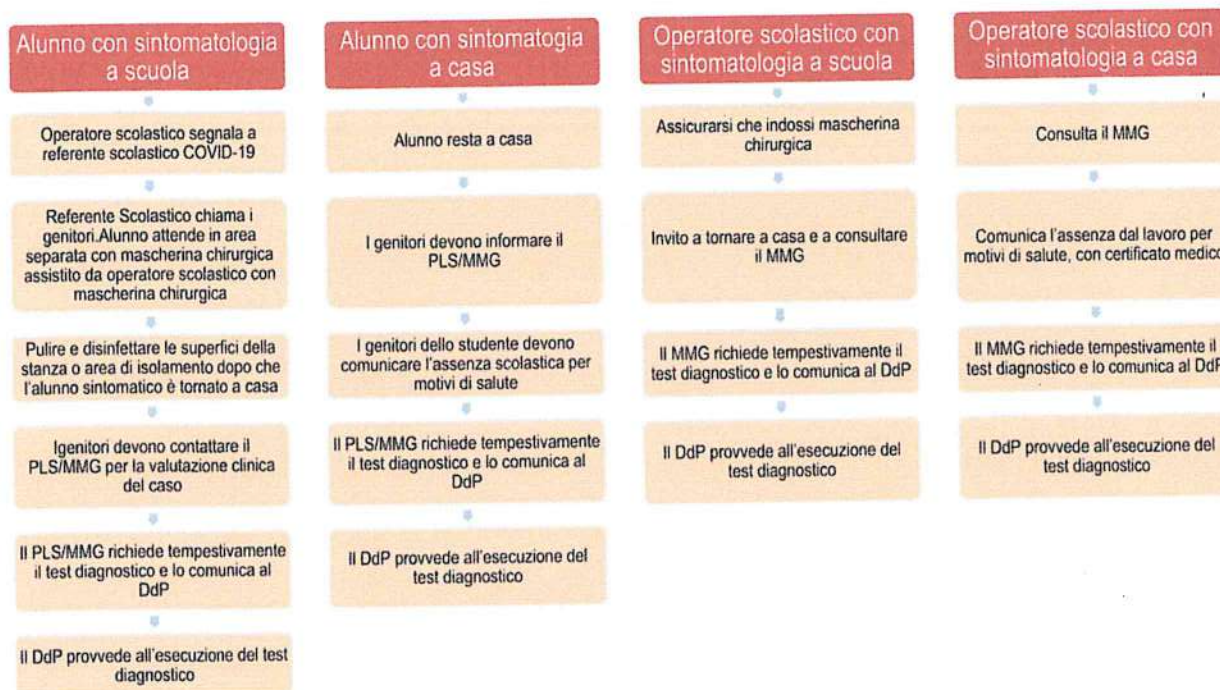 Alunno con sintomatologia
a scuola
Operatore scolastico segnala a
referente scolastico COVID-19
Referente Scolastico chiama i
genitori.Alunno attende in area
separata con mascherina chirurgica
assistito da operatore scolastico con
mascherina chirurgica
Pulire e disinfettare le superfici della
stanza o area di isolamento dopo che
l'alunno sintomatico è tornato a casa
Igenitori devono contattare il
PLS/MMG per la valutazione clinica
del caso
Il PLS/MMG richiede tempestivamente
il test diagnostico e lo comunica al
DdP
Il DdP provvede all'esecuzione del test
diagnostico
Alunno con sintomatogia
a casa
Alunno resta a casa
I genitori devono informare il
PLS/MMG
I genitori dello studente devono
comunicare l'assenza scolastica per
motivi di salute
Il PLS/MMG richiede tempestivamente
il test diagnostico e lo comunica al
DdP
Il DdP provvede all'esecuzione del
test diagnostico
Operatore scolastico con
sintomatologia a scuola
Assicurarsi che indossi mascherina
chirurgica
Invito a tornare a casa e a consultare
il MMG
Il MMG richiede tempestivamente il
test diagnostico e lo comunica al DdP
Il DdP provvede all'esecuzione del
test diagnostico
Operatore scolastico con
sintomatologia a casa
Consulta il MMG
Comunica l'assenza dal lavoro per
motivi di salute, con certificato medico
Il MMG richiede tempestivamente il
test diagnostico e lo comunica al DdP
Il DdP provvede all'esecuzione del
test diagnostico